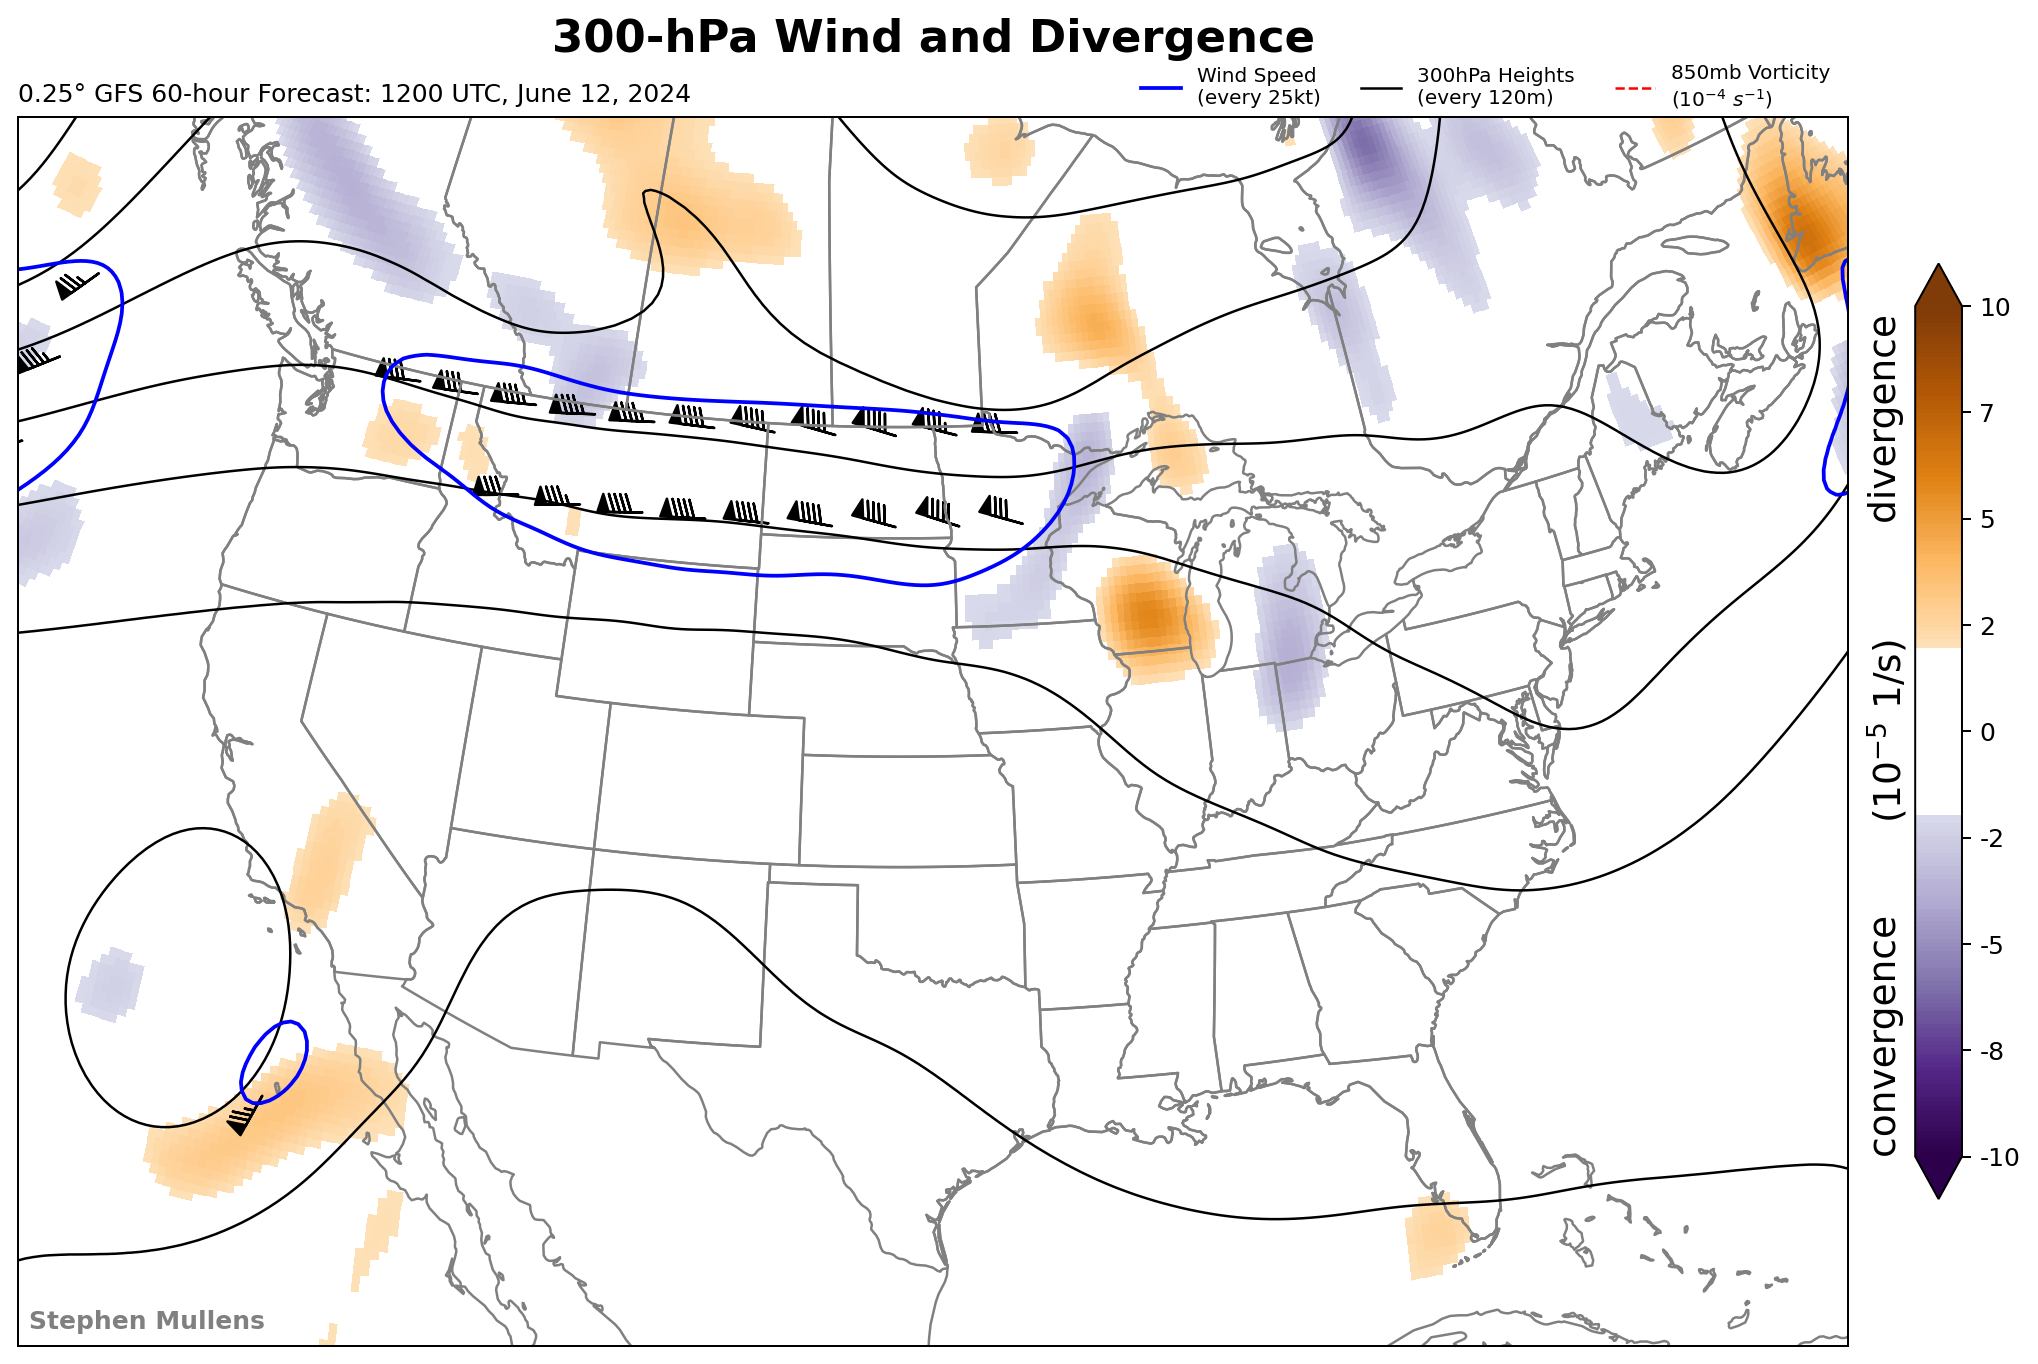 300-hPa Wind and Divergence
0.25° GFS 60-hour Forecast: 1200 UTC, June 12, 2024
Wind Speed
(every 25kt)
300hPa Heights
(every 120m)
850mb Vorticity
(10⁻⁴ s⁻¹)
10
7
5
2
0
-2
-5
-8
-10
convergence (10⁻⁵ 1/s) divergence
Stephen Mullens